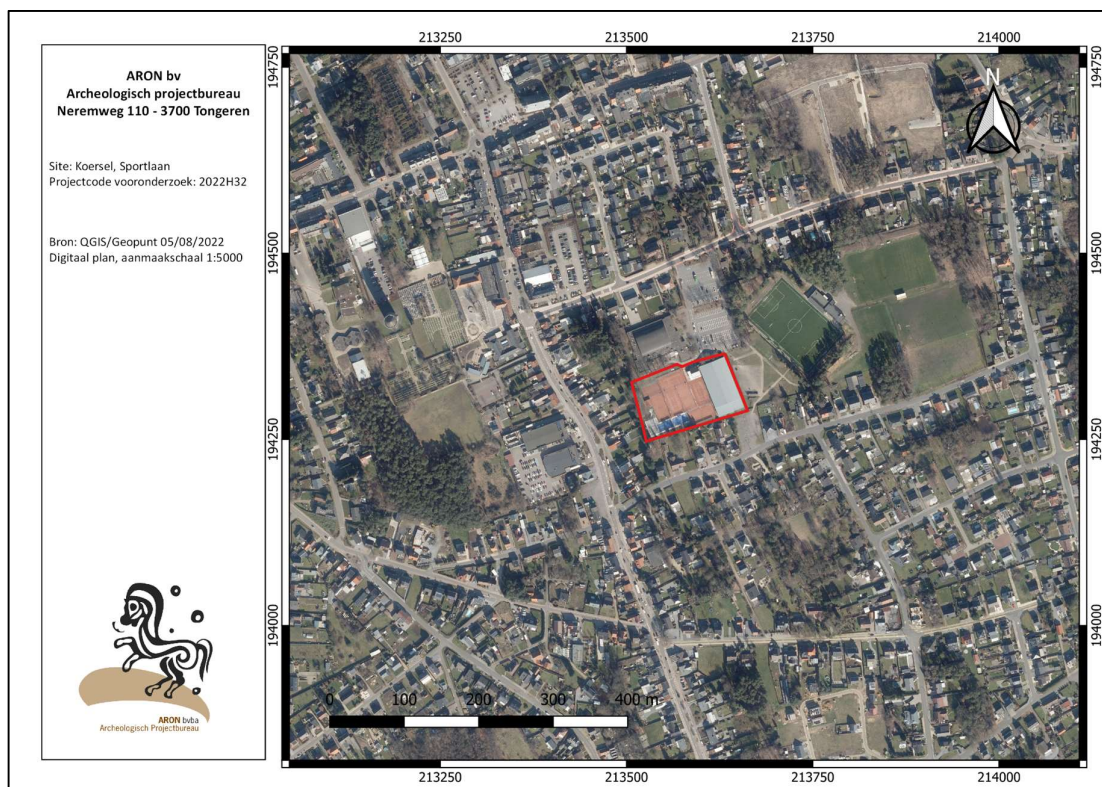 ARON bv
Archeologisch projectbureau
Neremweg 110 - 3700 Tongeren
Site: Koersel, Sportlaan
Projectcode vooronderzoek: 2022H32
Bron: QGIS/Geopunt 05/08/2022
Digitaal plan, aanmaakschaal 1:5000
ARON bvba
Archeologisch Projectbureau
213250 213500 213750 214000
194750 194750
N
194500 194500
194250 194250
194000 194000
0 100 200 300 400 m
213250 213500 213750 214000